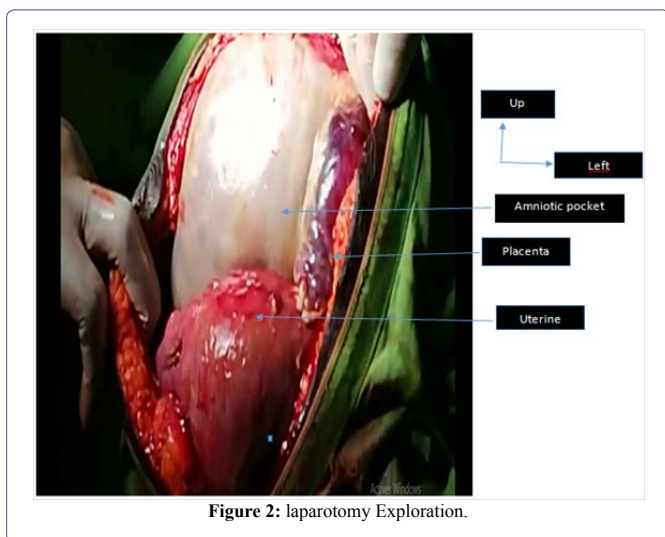 Up
Left
Amniotic pocket
Placenta
Uterine
Activer Windows
Figure 2: laparotomy Exploration.